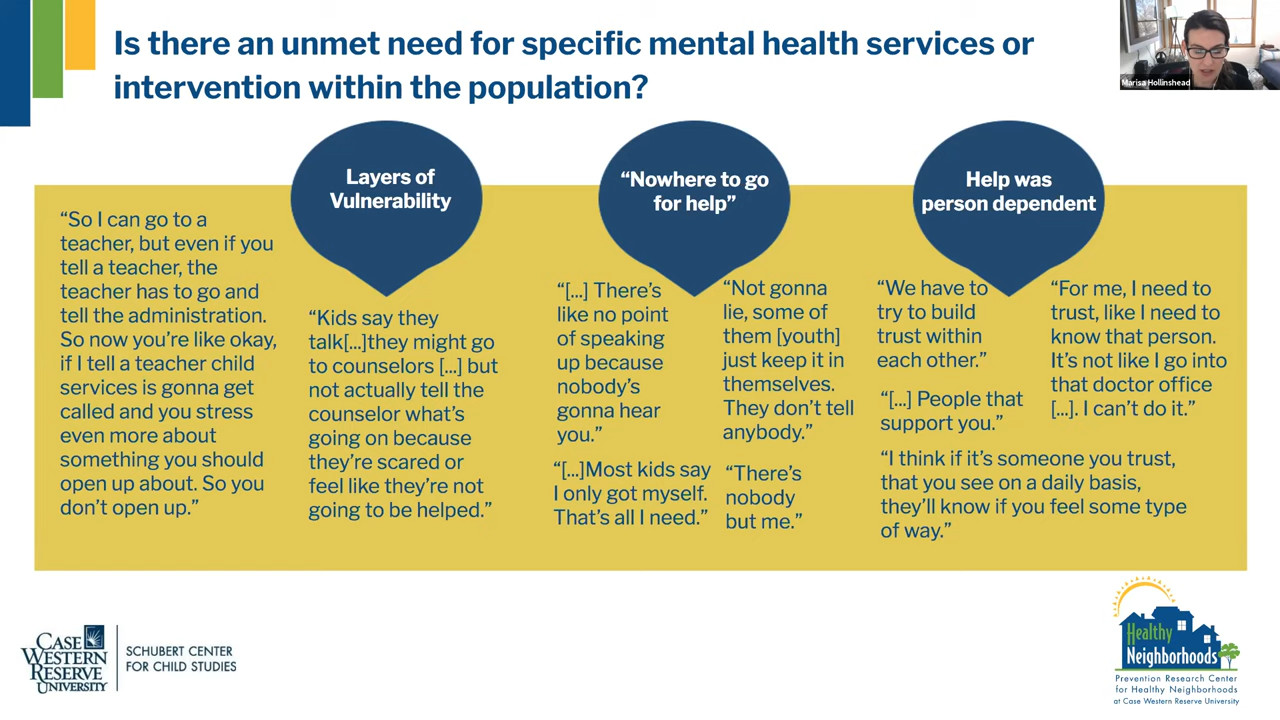 Is there an unmet need for specific mental health services or
intervention within the population?
Marisa Hollinshead
Layers of
Vulnerability
“Nowhere to go
for help”
Help was
person dependent
“So I can go to a
teacher, but even if you
tell a teacher, the
teacher has to go and
tell the administration.
So now you’re like okay,
if I tell a teacher child
services is gonna get
called and you stress
even more about
something you should
open up about. So you
don’t open up.”
“Kids say they
talk[...]they might go
to counselors [...] but
not actually tell the
counselor what’s
going on because
they’re scared or
feel like they’re not
going to be helped.”
“[...] There’s
like no point
of speaking
up because
nobody’s
gonna hear
you.”
“[...]Most kids say
I only got myself.
That’s all I need.”
“Not gonna
lie, some of
them [youth]
just keep it in
themselves.
They don’t tell
anybody.”
“There’s
nobody
but me.”
“We have to
try to build
trust within
each other.”
“[...] People that
support you.”
“For me, I need to
trust, like I need to
know that person.
It’s not like I go into
that doctor office
[...]. I can’t do it.”
“I think if it’s someone you trust,
that you see on a daily basis,
they’ll know if you feel some type
of way.”
CASE
WESTERN
RESERVE
UNIVERSITY
SCHUBERT CENTER
FOR CHILD STUDIES
Healthy
Neighborhoods
Prevention Research Center
for Healthy Neighborhoods
at Case Western Reserve University